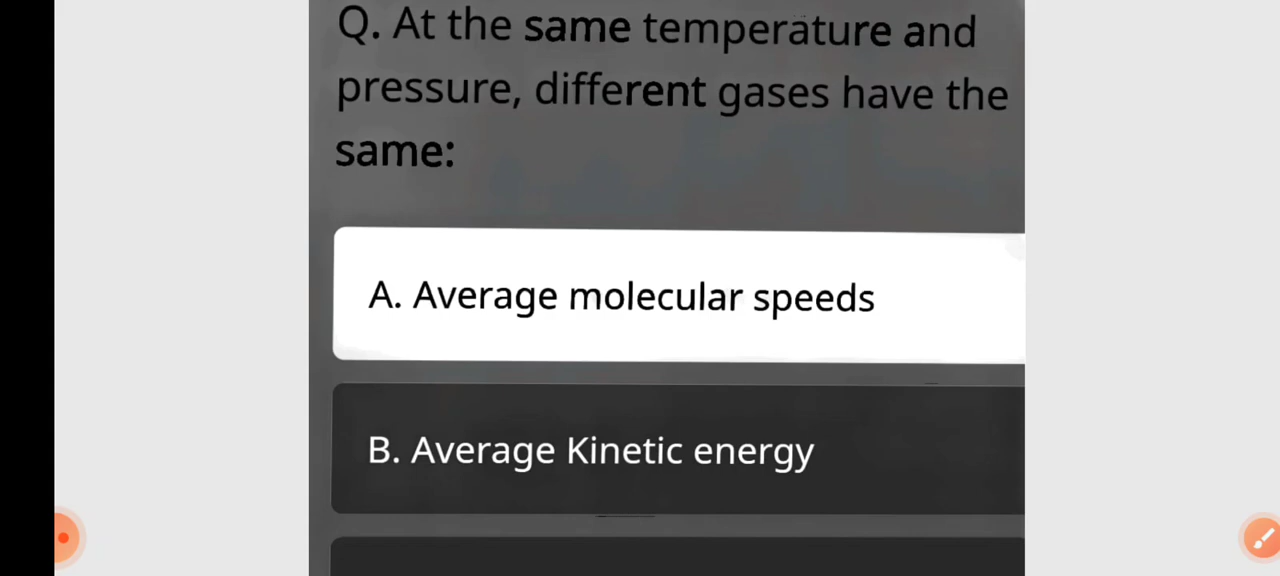 Q. At the same temperature and
pressure, different gases have the
same:
A. Average molecular speeds
B. Average Kinetic energy